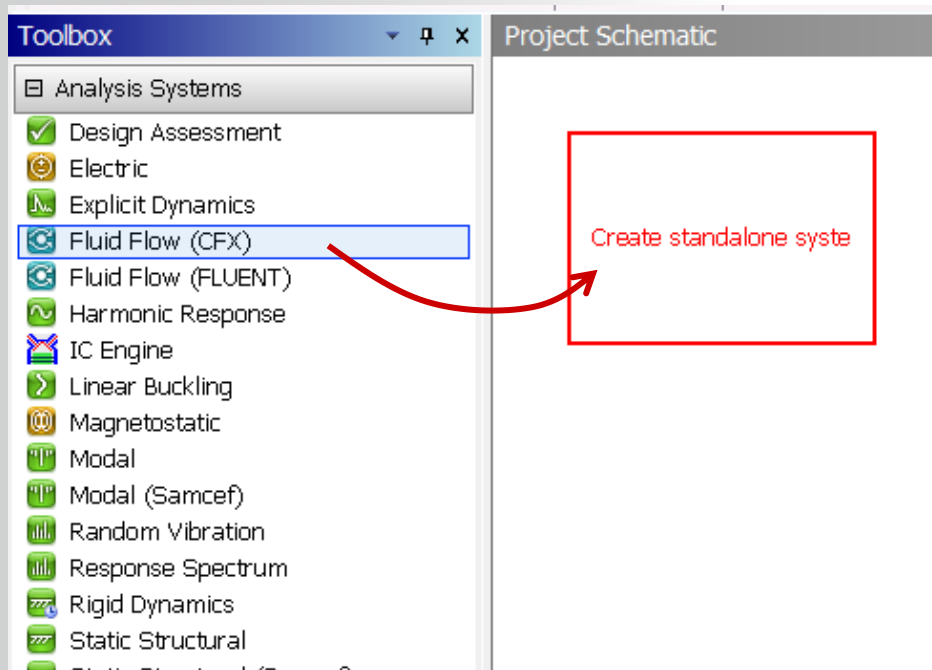 Toolbox
Project Schematic
Analysis Systems
Design Assessment
Electric
Explicit Dynamics
Fluid Flow (CFX)
Create standalone syste
Fluid Flow (FLUENT)
Harmonic Response
IC Engine
Linear Buckling
Magnetostatic
Modal
Modal (Samcef)
Random Vibration
Response Spectrum
Rigid Dynamics
Static Structural